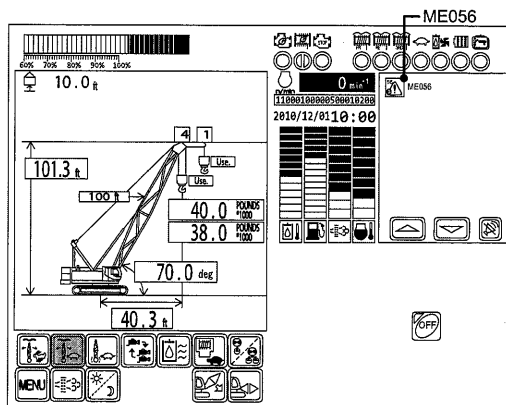 ME056
60% 70% 80% 90% 100%
STOP
10.0 ft
n/min 0 min⁻¹
ME056
11000100000500010200
2010/12/01 10:00
4 1
Use.
Use.
101.3 ft
100 ft
40.0 POUNDS *1000
38.0 POUNDS *1000
70.0 deg
40.3 ft
OFF
MENU